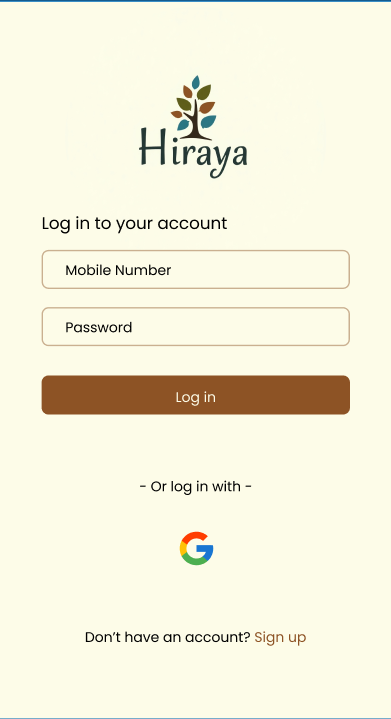 Hiraya
Log in to your account
Mobile Number
Password
Log in
- Or log in with -
Don’t have an account? Sign up